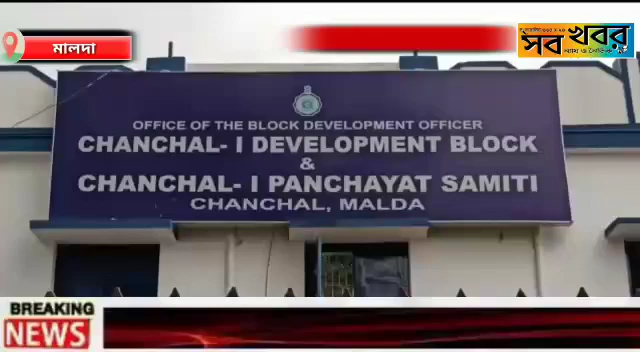 মালদা
সব খবর
OFFICE OF THE BLOCK DEVELOPMENT OFFICER
CHANCHAL- I DEVELOPMENT BLOCK
&
CHANCHAL- I PANCHAYAT SAMITI
CHANCHAL, MALDA
BREAKING
NEWS